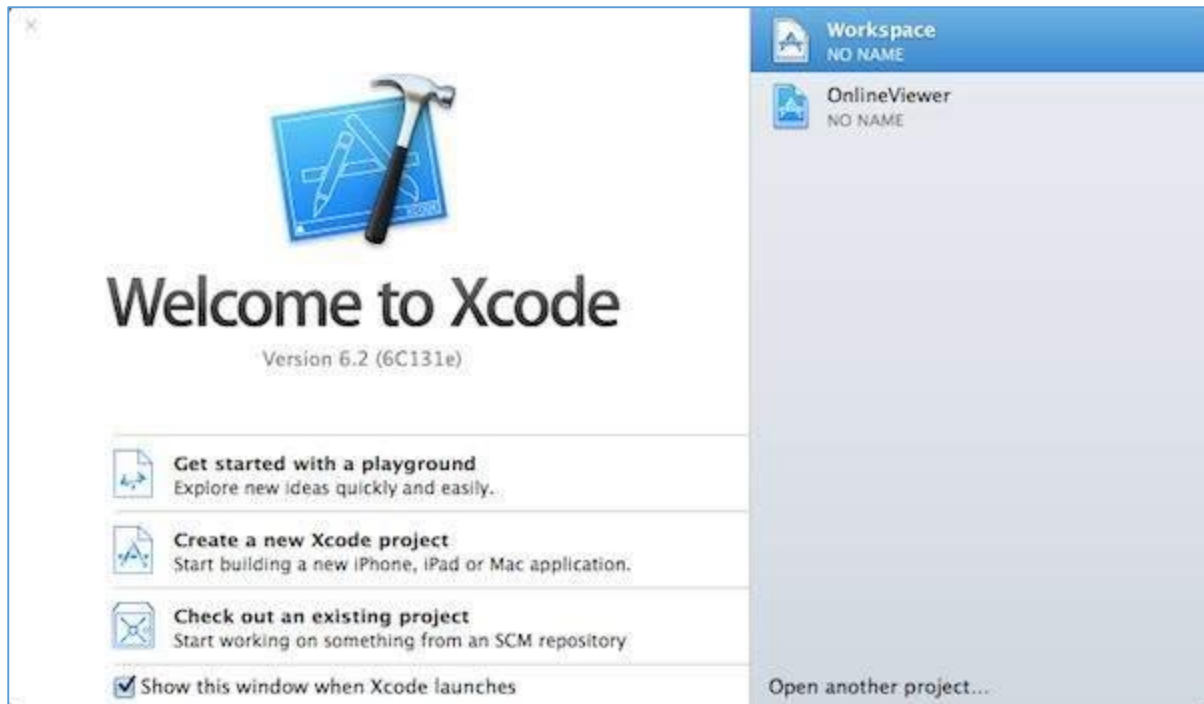 Welcome to Xcode
Version 6.2 (6C131e)
Get started with a playground
Explore new ideas quickly and easily.
Create a new Xcode project
Start building a new iPhone, iPad or Mac application.
Check out an existing project
Start working on something from an SCM repository
Show this window when Xcode launches
Workspace
NO NAME
OnlineViewer
NO NAME
Open another project...